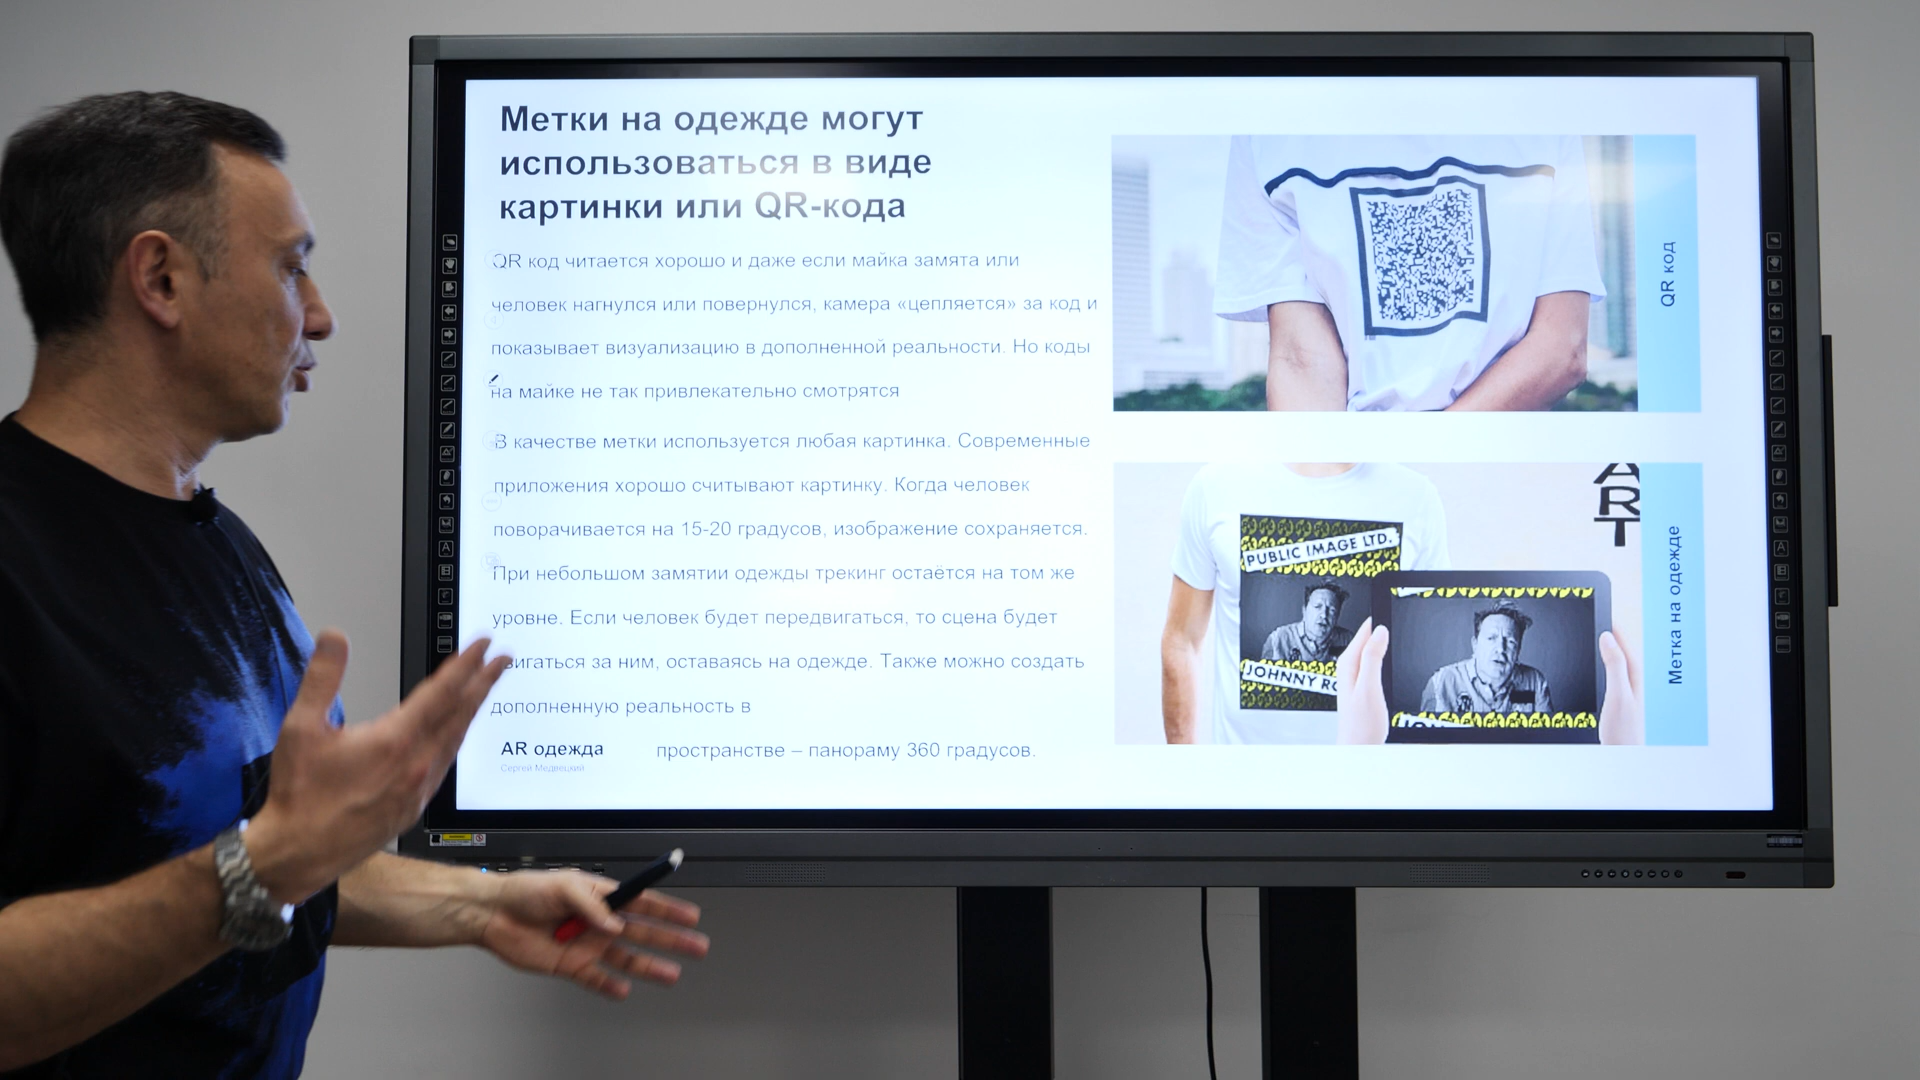 Метки на одежде могут
использоваться в виде
картинки или QR-кода
QR код читается хорошо и даже если майка замята или
человек нагнулся или повернулся, камера «цепляется» за код и
показывает визуализацию в дополненной реальности. Но коды
на майке не так привлекательно смотрятся
В качестве метки используется любая картинка. Современные
приложения хорошо считывают картинку. Когда человек
поворачивается на 15-20 градусов, изображение сохраняется.
При небольшом замятии одежды трекинг остаётся на том же
уровне. Если человек будет передвигаться, то сцена будет
двигаться за ним, оставаясь на одежде. Также можно создать
дополненную реальность в
пространстве – панораму 360 градусов.
AR одежда
Сергей Медвецкий
QR код
ART
PUBLIC IMAGE LTD.
JOHNNY RO
Метка на одежде